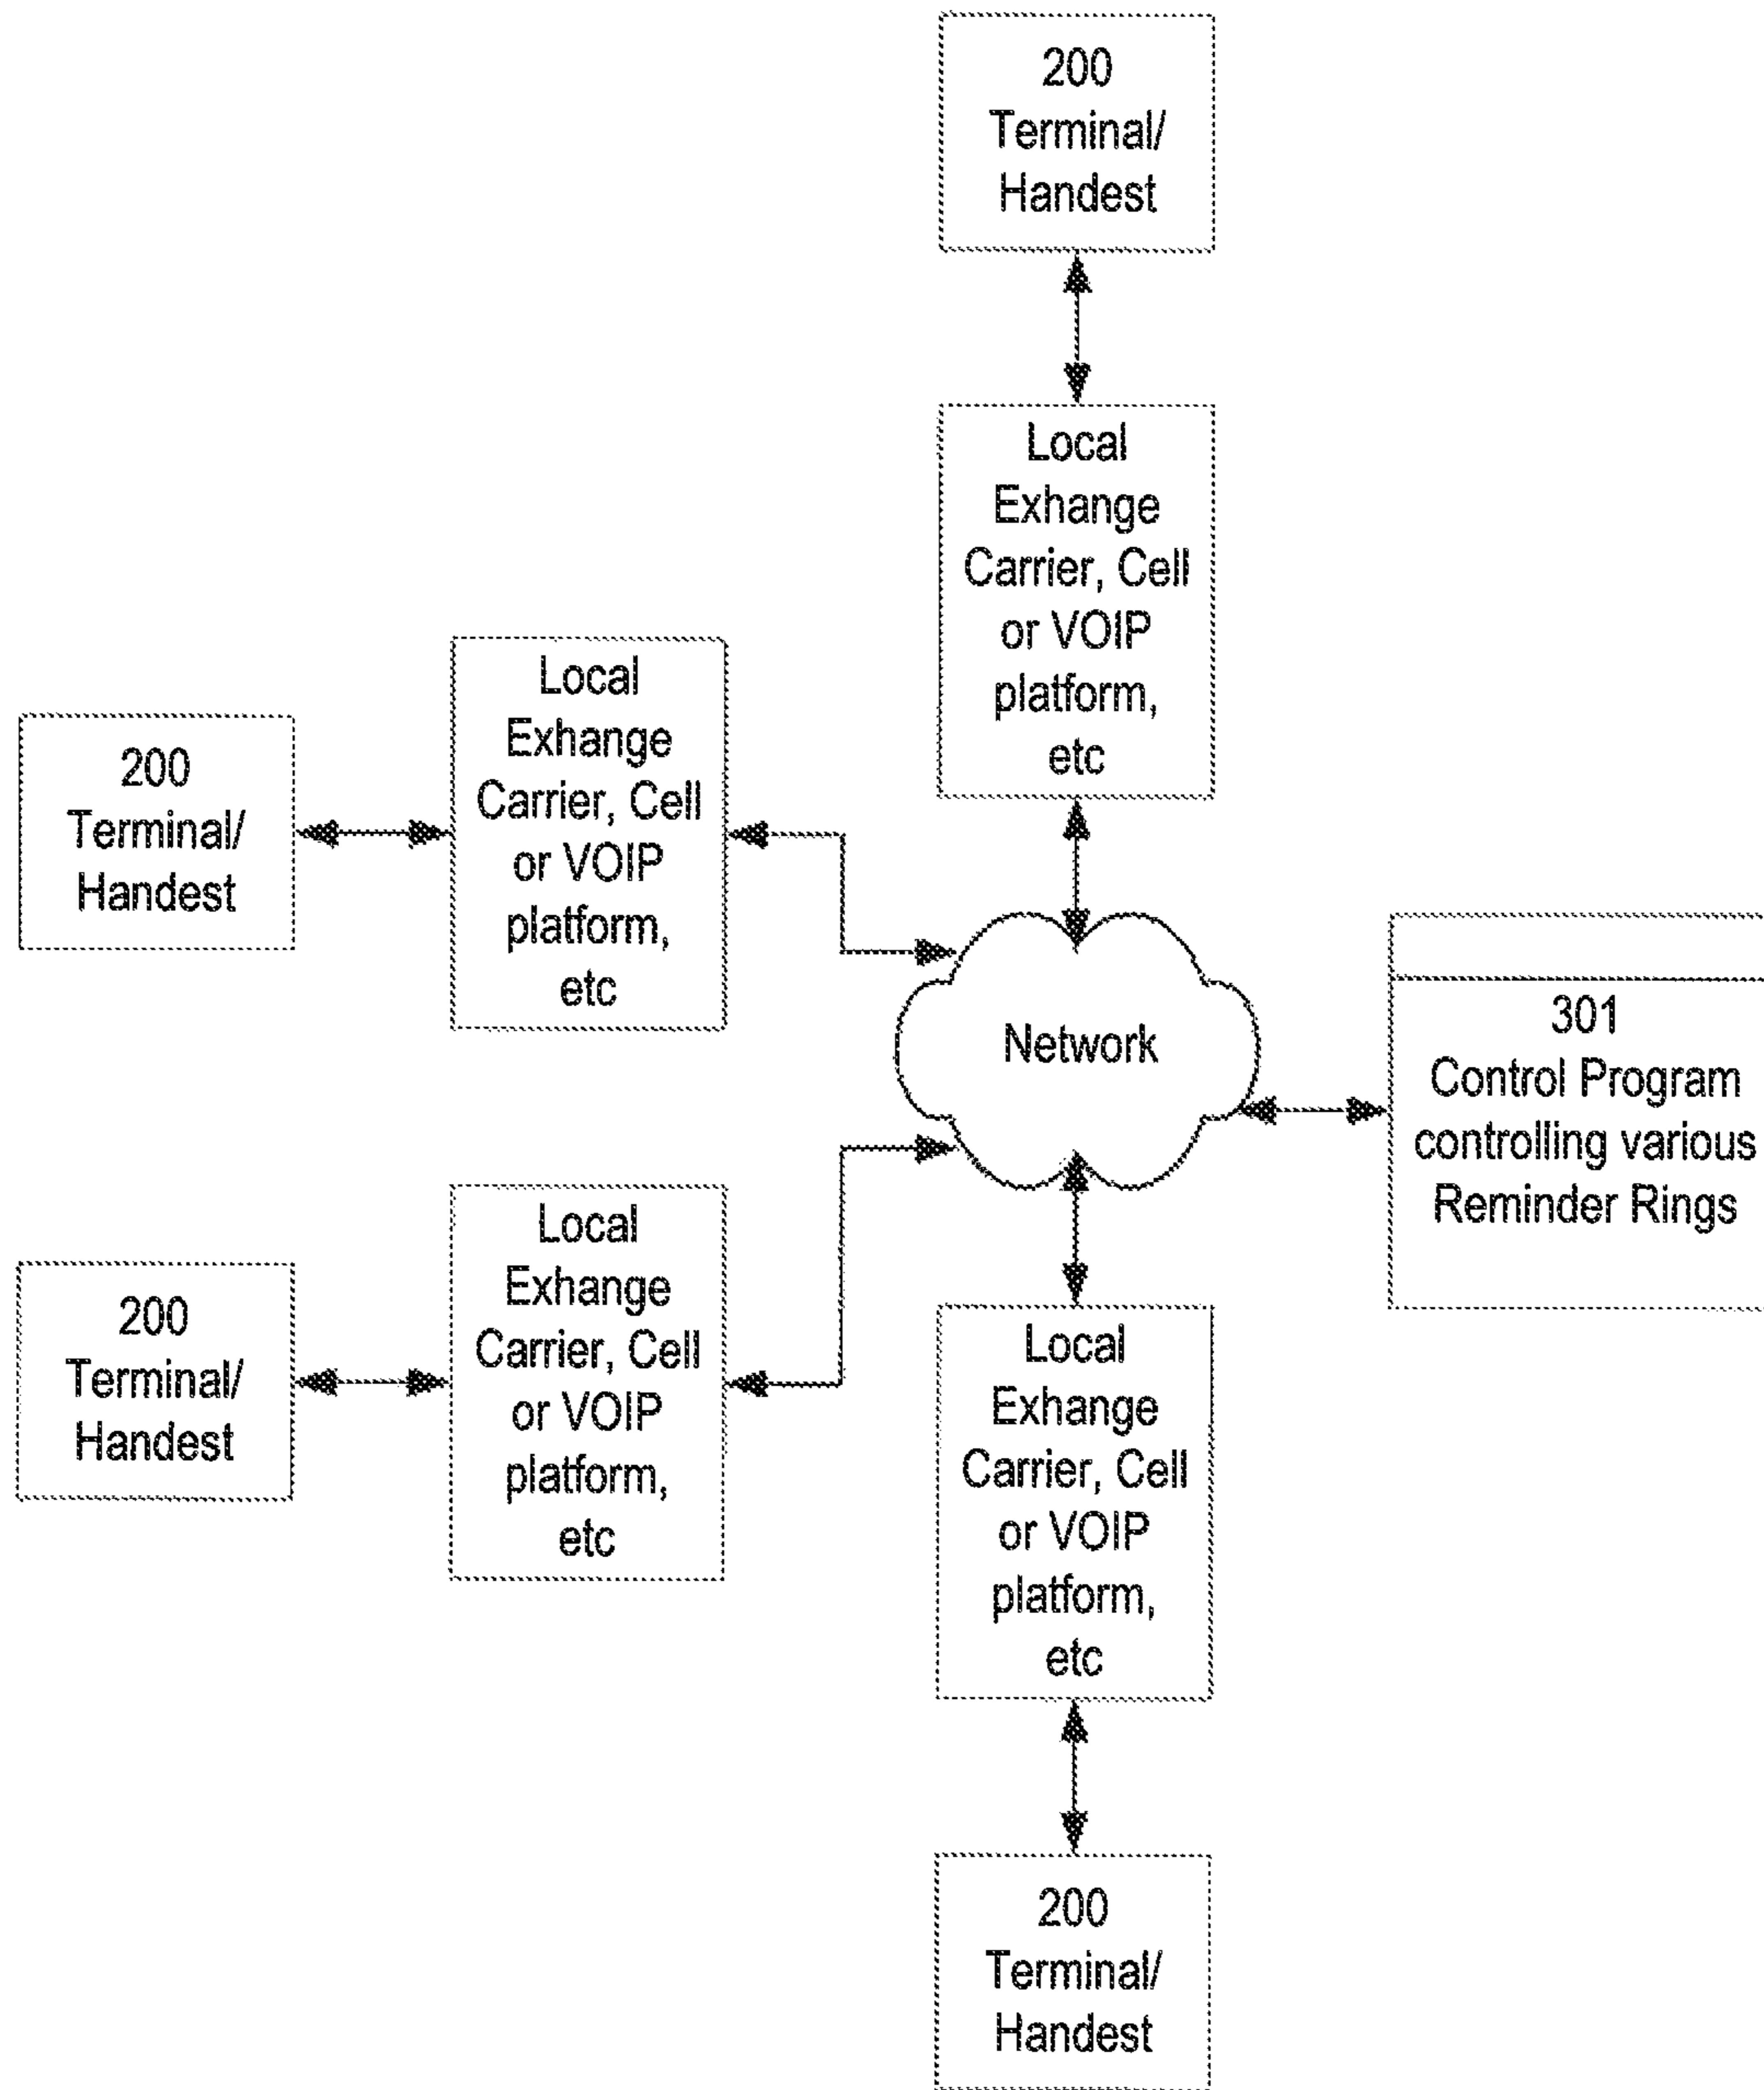 200
Terminal/
Handest
Local
Exhange
Carrier, Cell
or VOIP
platform,
etc
Local
Exhange
Carrier, Cell
or VOIP
platform,
etc
200
Terminal/
Handest
Network
301
Control Program
controlling various
Reminder Rings
Local
Exhange
Carrier, Cell
or VOIP
platform,
etc
200
Terminal/
Handest
Local
Exhange
Carrier, Cell
or VOIP
platform,
etc
200
Terminal/
Handest